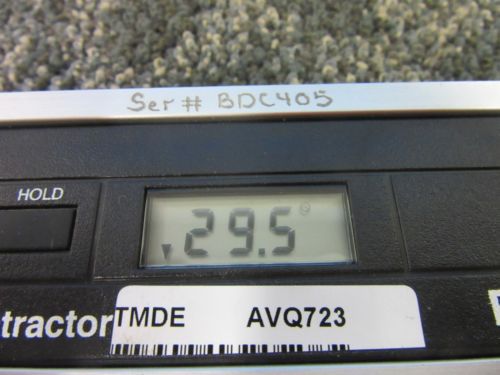 Ser # BDC405
HOLD
29.5°
tractor
TMDE AVQ723